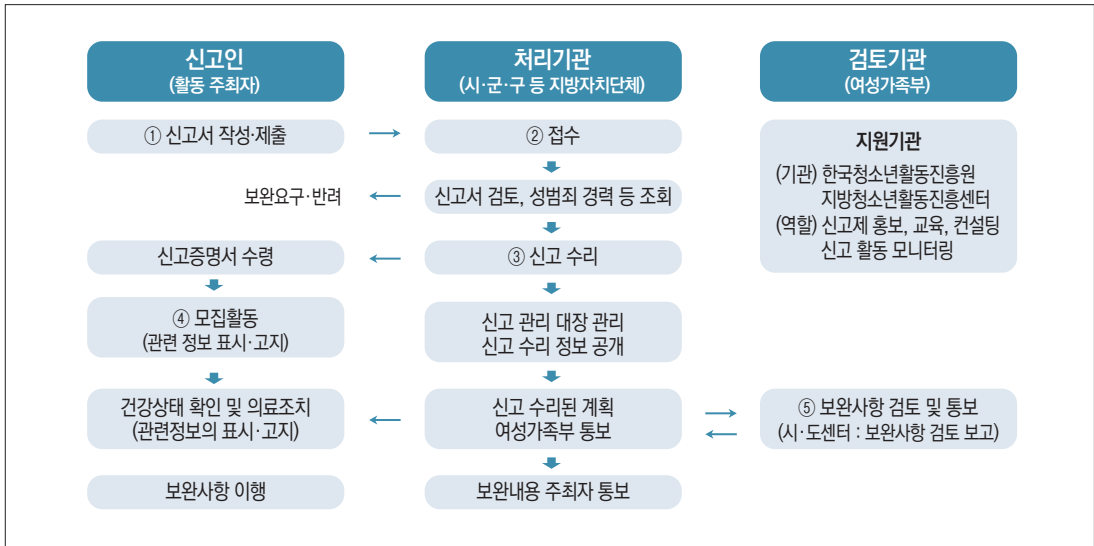 신고인
(활동 주최자)
처리기관
(시·군·구 등 지방자치단체)
검토기관
(여성가족부)
① 신고서 작성·제출
② 접수
지원기관
(기관) 한국청소년활동진흥원
지방청소년활동진흥센터
(역할) 신고제 홍보, 교육, 컨설팅
신고 활동 모니터링
보완요구·반려
신고서 검토, 성범죄 경력 등 조회
신고증명서 수령
③ 신고 수리
④ 모집활동
(관련 정보 표시·고지)
신고 관리 대장 관리
신고 수리 정보 공개
건강상태 확인 및 의료조치
(관련정보의 표시·고지)
신고 수리된 계획
여성가족부 통보
⑤ 보완사항 검토 및 통보
(시·도센터 : 보완사항 검토 보고)
보완사항 이행
보완내용 주최자 통보